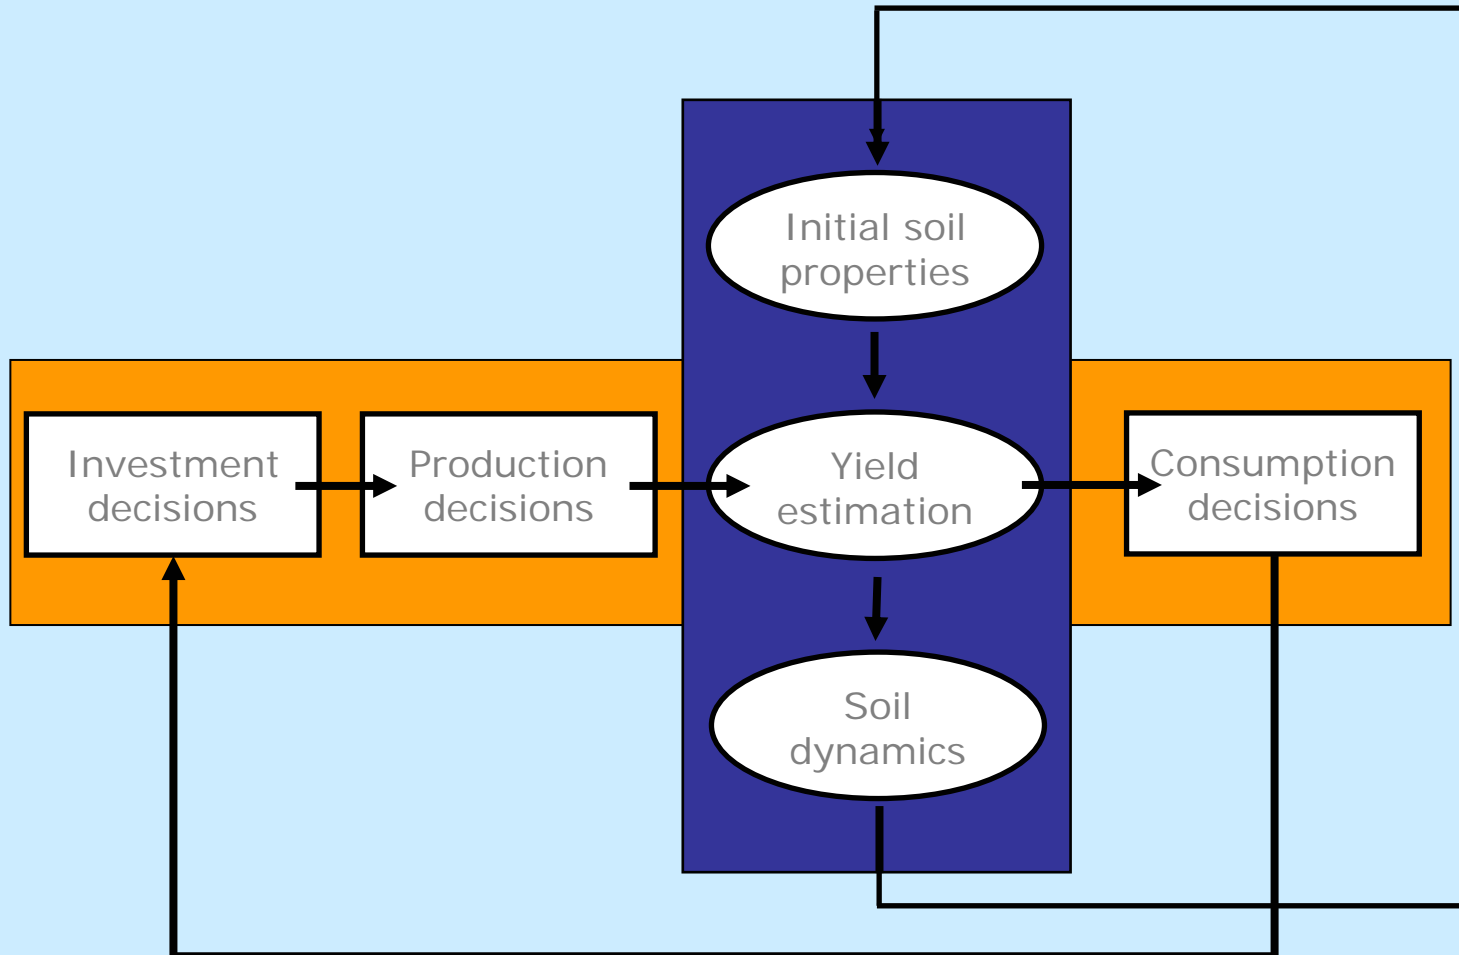 Initial soil
properties
Investment
decisions
Production
decisions
Yield
estimation
Consumption
decisions
Soil
dynamics